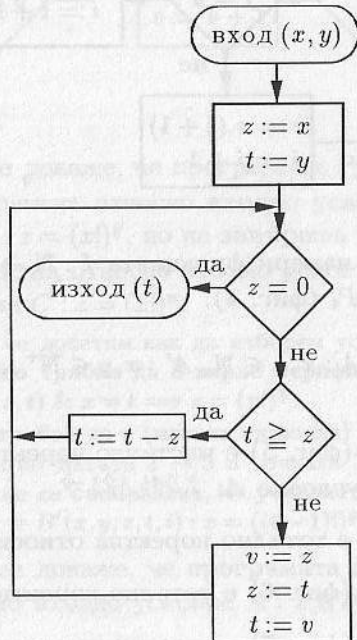 вход (x, y)
z := x
t := y
да
изход (t)
z = 0
не
да
t := t − z
t ≥ z
не
v := z
z := t
t := v